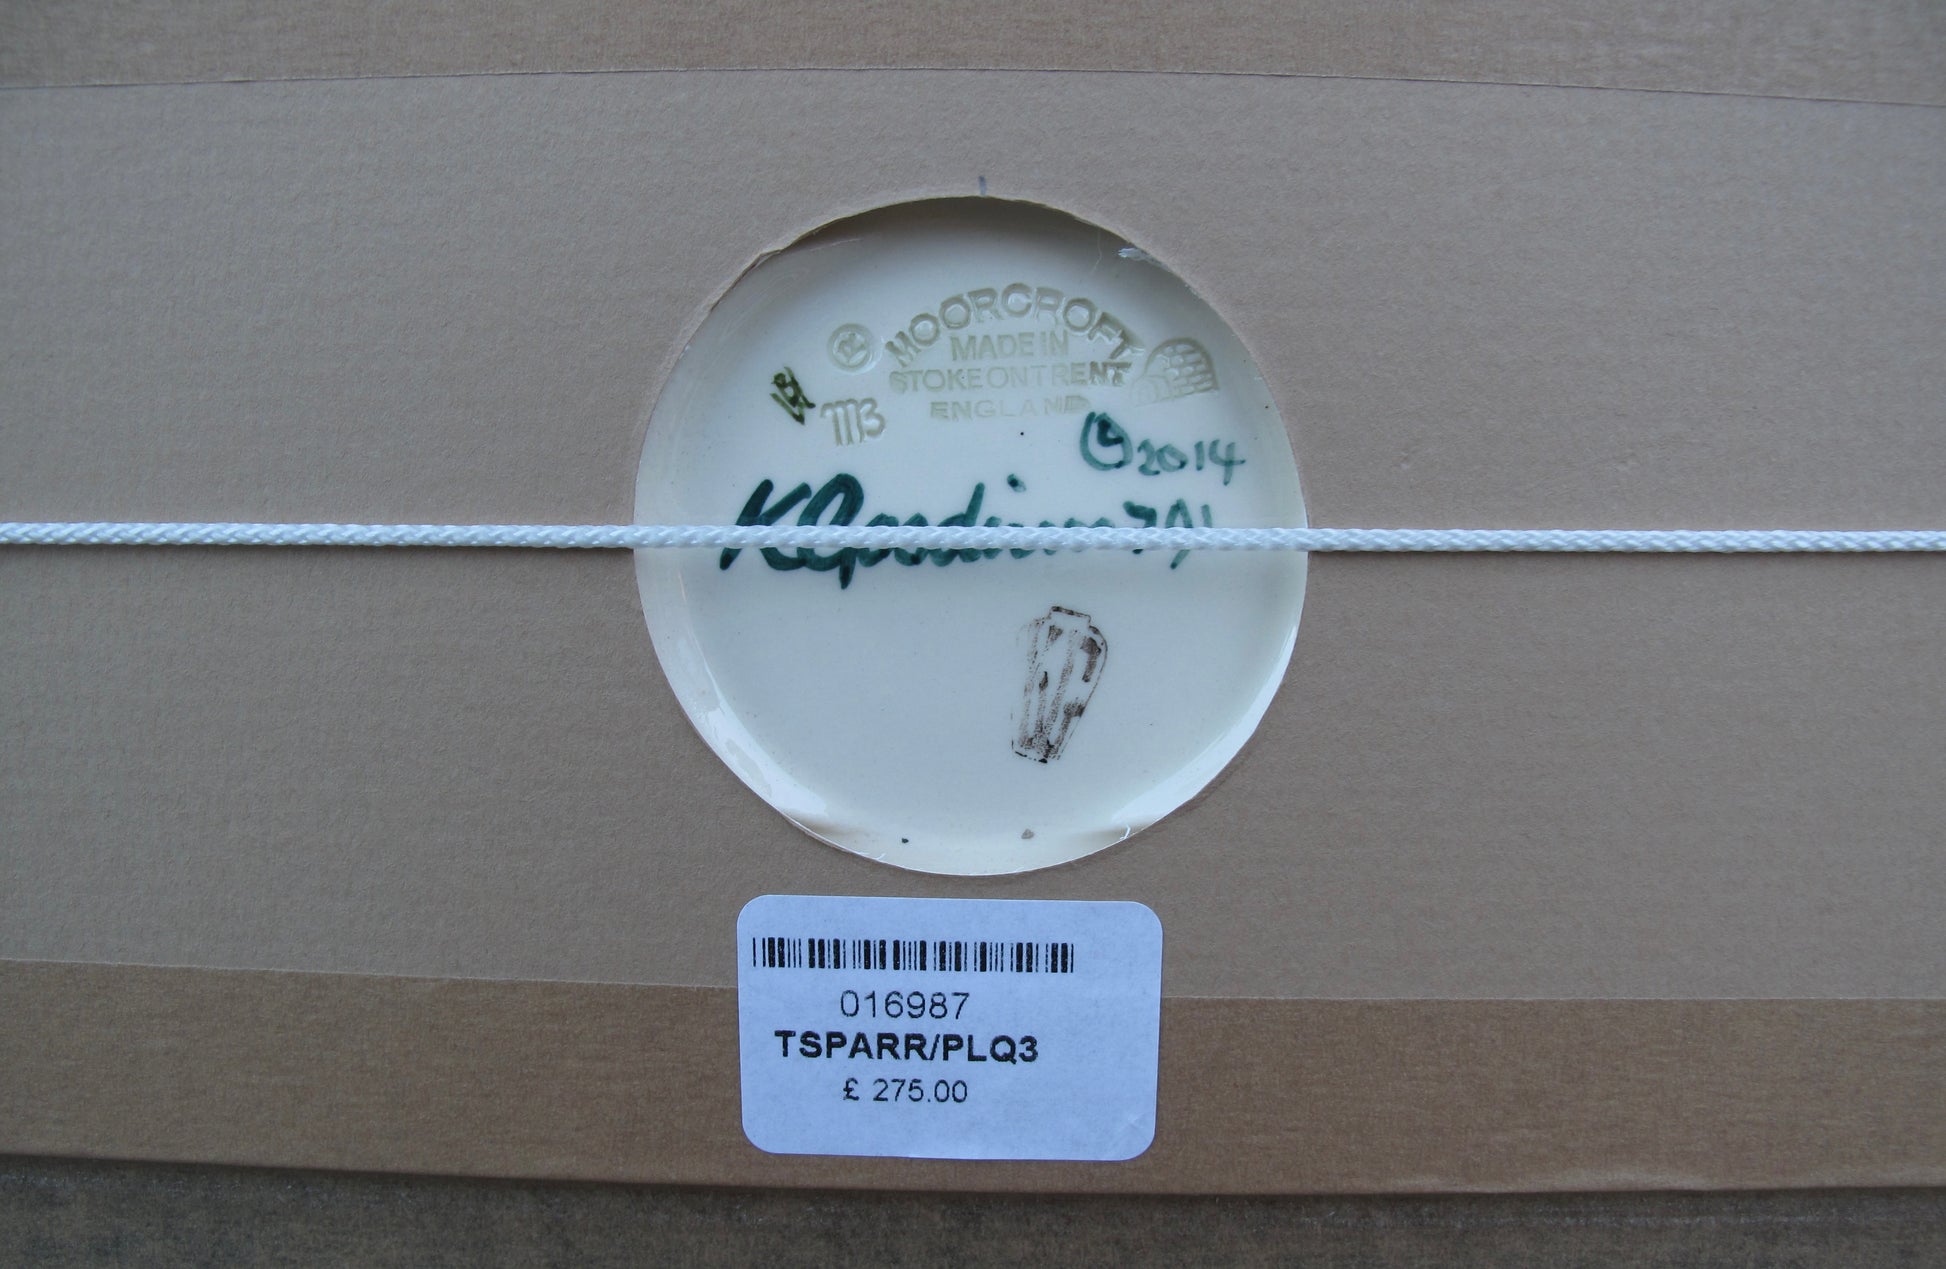 ® MOORCROFT
MADE IN
STOKE ON TRENT
ENGLAND
©2014
016987
TSPARR/PLQ3
£ 275.00